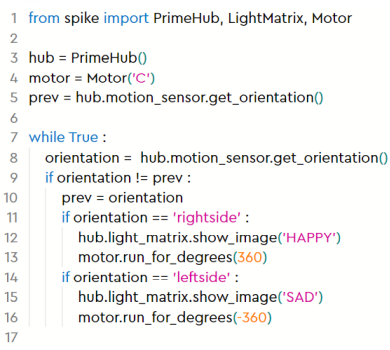 1 from spike import PrimeHub, LightMatrix, Motor
2
3 hub = PrimeHub()
4 motor = Motor('C')
5 prev = hub.motion_sensor.get_orientation()
6
7 while True :
8     orientation =  hub.motion_sensor.get_orientation()
9     if orientation != prev :
10         prev = orientation
11         if orientation == 'rightside' :
12             hub.light_matrix.show_image('HAPPY')
13             motor.run_for_degrees(360)
14         if orientation == 'leftside' :
15             hub.light_matrix.show_image('SAD')
16             motor.run_for_degrees(-360)
17